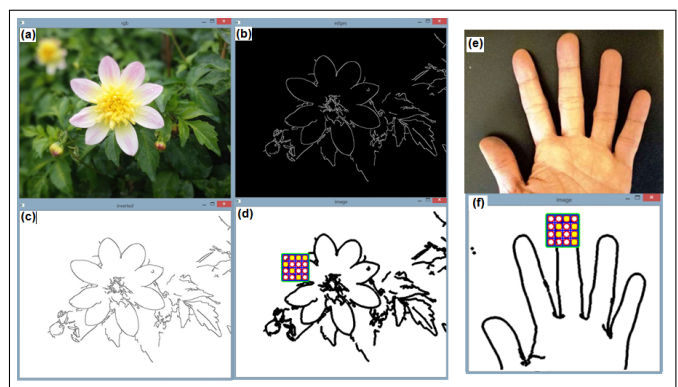 rgb
(a)
edges
(b)
(e)
inverted
(c)
image
(d)
image
(f)